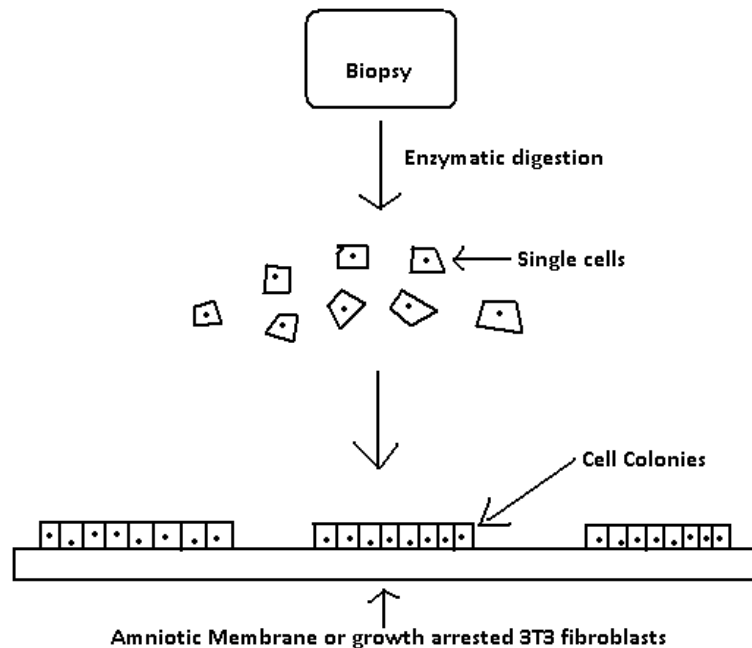 Biopsy
Enzymatic digestion
Single cells
Cell Colonies
Amniotic Membrane or growth arrested 3T3 fibroblasts